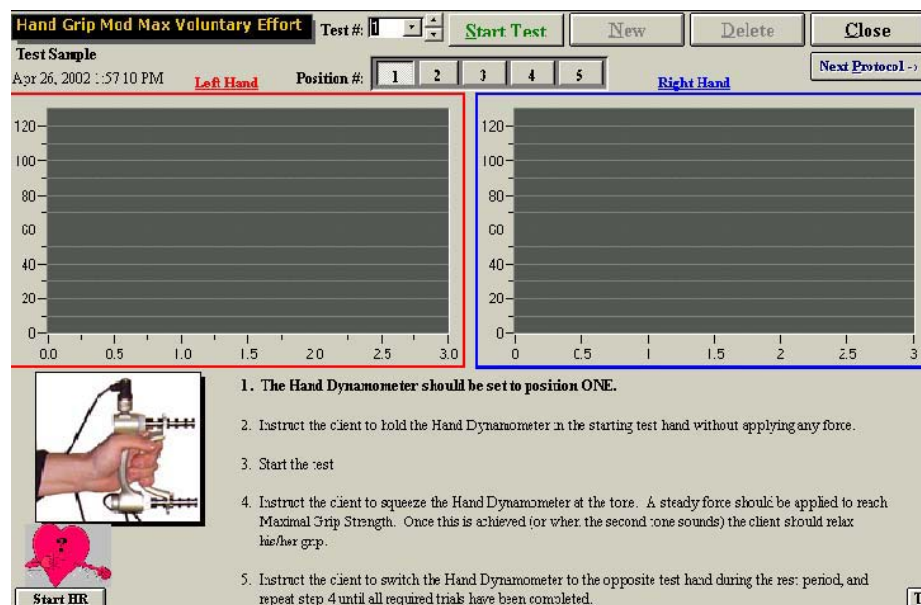 Hand Grip Mod Max Voluntary Effort
Test #: 1
Start Test
New
Delete
Close
Test Sample
Apr 26, 2002 1:57 10 PM
Left Hand
Position #: 1 2 3 4 5
Right Hand
Next Protocol ->
120
100
80
60
40
20
0
0.0 0.5 1.0 1.5 2.0 2.5 3.0
120
100
80
60
40
20
0
0 0.5 1 1.5 2 2.5 3
1. The Hand Dynamometer should be set to position ONE.
2. Instruct the client to hold the Hand Dynamometer in the starting test hand without applying any force.
3. Start the test
4. Instruct the client to squeeze the Hand Dynamometer at the tone. A steady force should be applied to reach
Maximal Grip Strength. Once this is achieved (or when the second tone sounds) the client should relax
his/her grip.
5. Instruct the client to switch the Hand Dynamometer to the opposite test hand during the rest period, and
repeat step 4 until all required trials have been completed.
?
Start HR